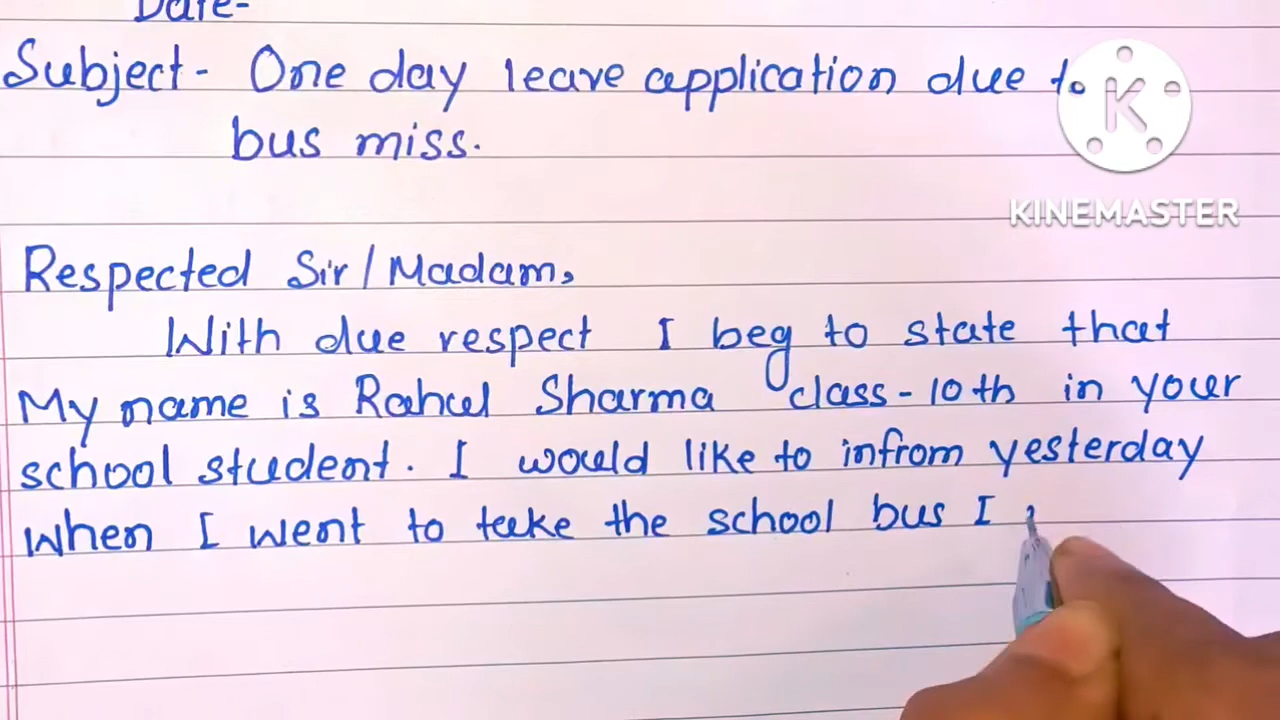 Date-
Subject- One day leave application due to
bus miss.
KINEMASTER
Respected Sir/Madam,
With due respect I beg to state that
My name is Rahul Sharma class-10th in your
school student. I would like to infrom yesterday
when I went to take the school bus I